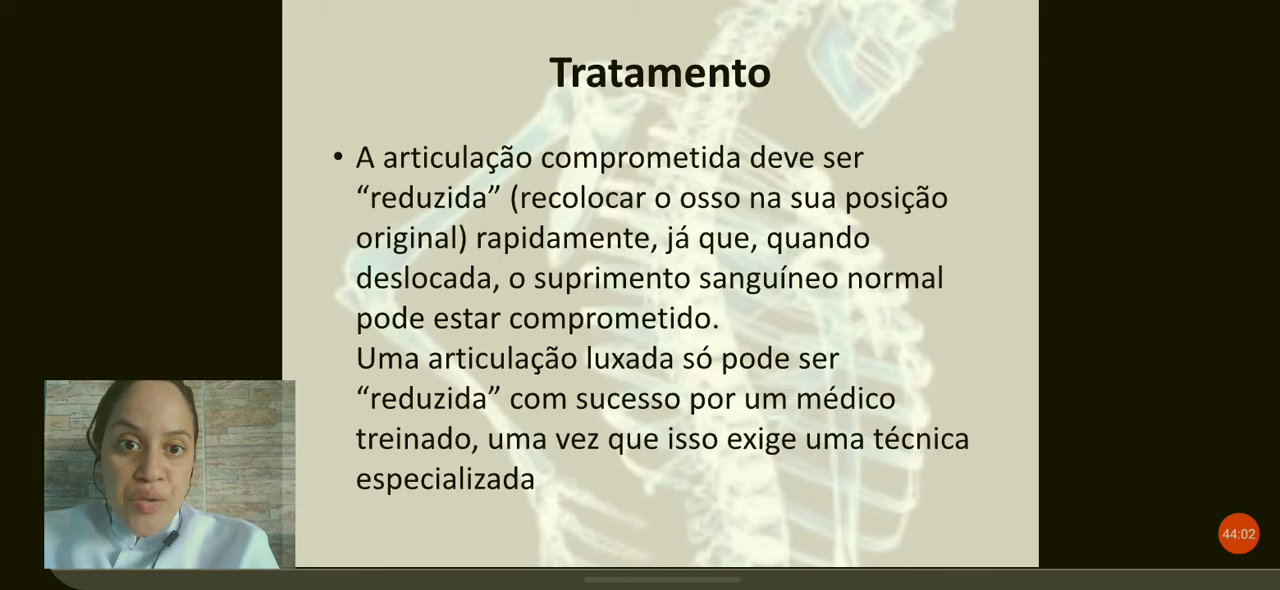 Tratamento
• A articulação comprometida deve ser
“reduzida” (recolocar o osso na sua posição
original) rapidamente, já que, quando
deslocada, o suprimento sanguíneo normal
pode estar comprometido.
Uma articulação luxada só pode ser
“reduzida” com sucesso por um médico
treinado, uma vez que isso exige uma técnica
especializada
44:02